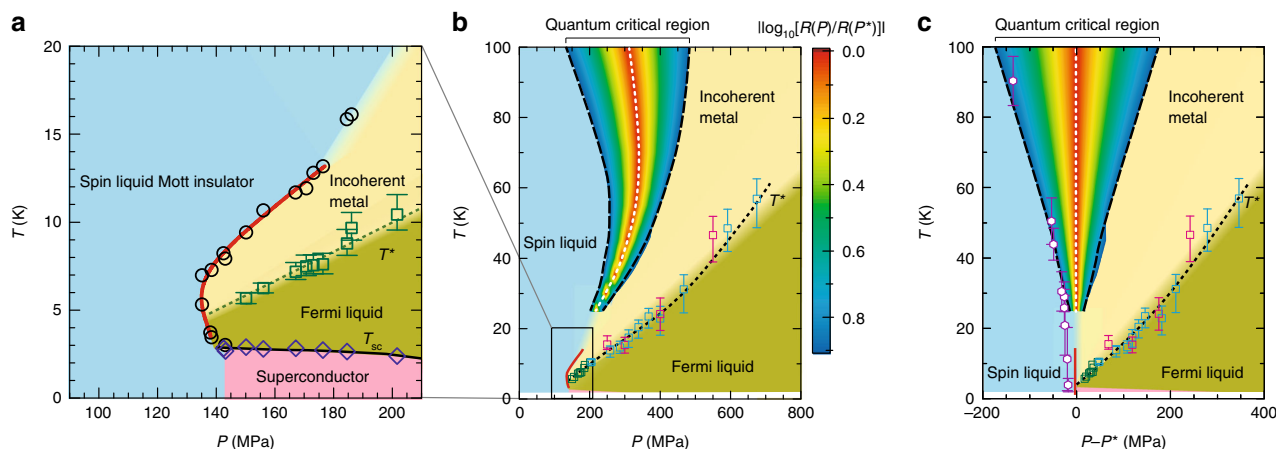 a
20
15
10
5
0
T (K)
100 120 140 160 180 200
P (MPa)
Spin liquid Mott insulator
Incoherent
metal
T*
Fermi liquid
Tsc
Superconductor
b
Quantum critical region
100
80
60
40
20
0
T (K)
0 200 400 600 800
P (MPa)
Incoherent
metal
Spin liquid
T*
Fermi liquid
||log10[R(P)/R(P*)]||
0.0
0.2
0.4
0.6
0.8
c
Quantum critical region
100
80
60
40
20
0
T (K)
–200 0 200 400
P–P* (MPa)
Incoherent
metal
T*
Spin liquid
Fermi liquid